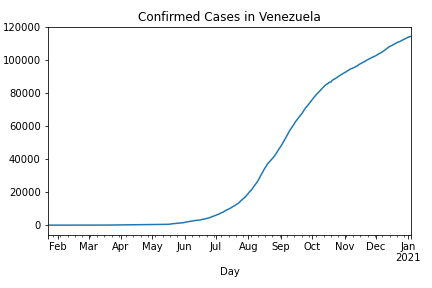 Confirmed Cases in Venezuela
120000
100000
80000
60000
40000
20000
0
Feb Mar Apr May Jun Jul Aug Sep Oct Nov Dec Jan
2021
Day